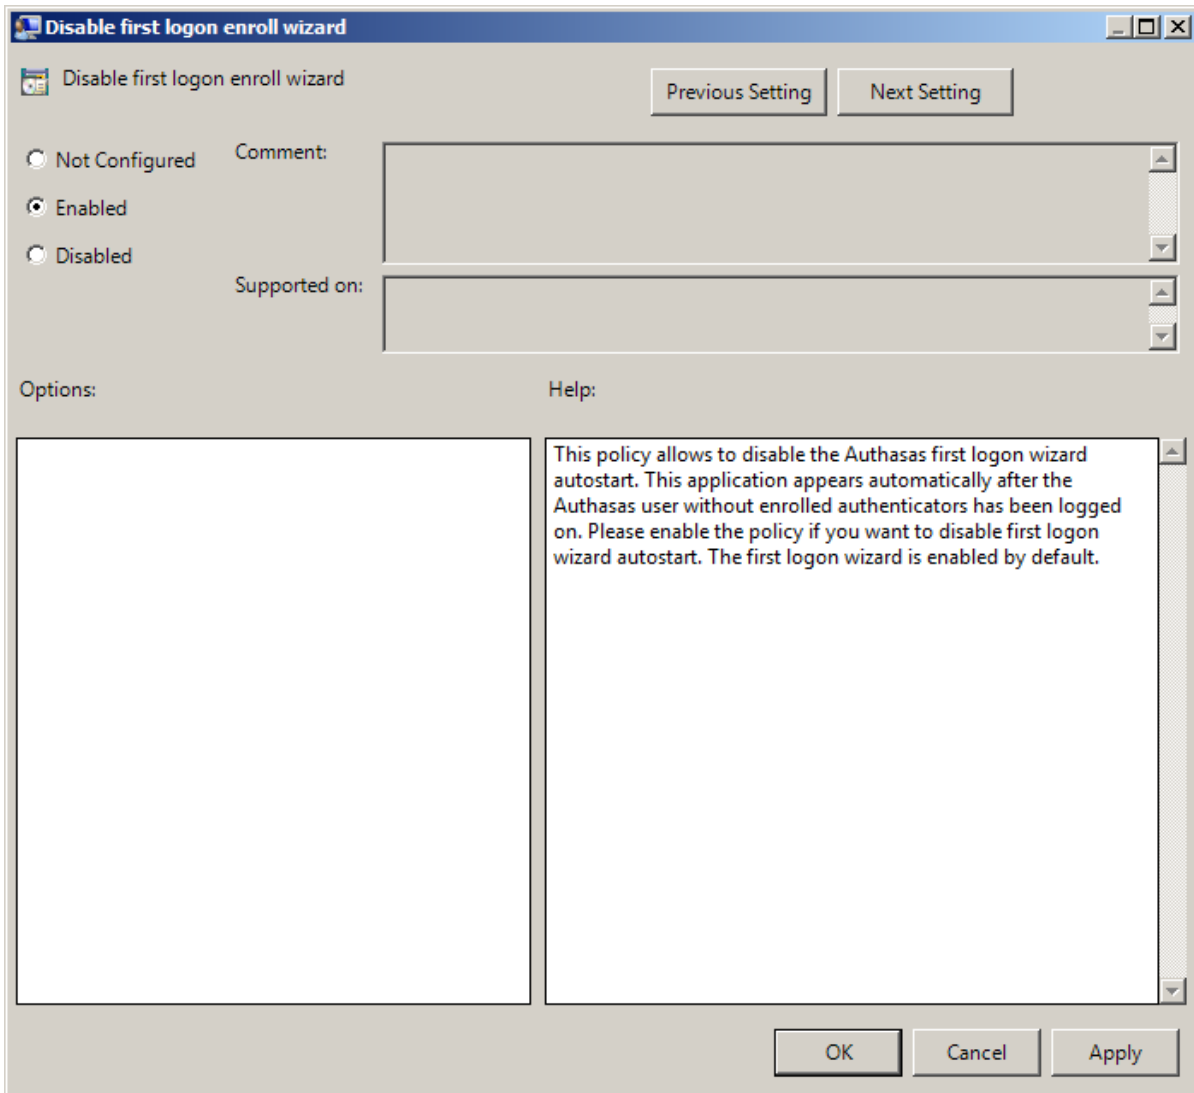 Disable first logon enroll wizard
Disable first logon enroll wizard
Previous Setting
Next Setting
Not Configured
Comment:
Enabled
Disabled
Supported on:
Options:
Help:
This policy allows to disable the Authasas first logon wizard
autostart. This application appears automatically after the
Authasas user without enrolled authenticators has been logged
on. Please enable the policy if you want to disable first logon
wizard autostart. The first logon wizard is enabled by default.
OK
Cancel
Apply